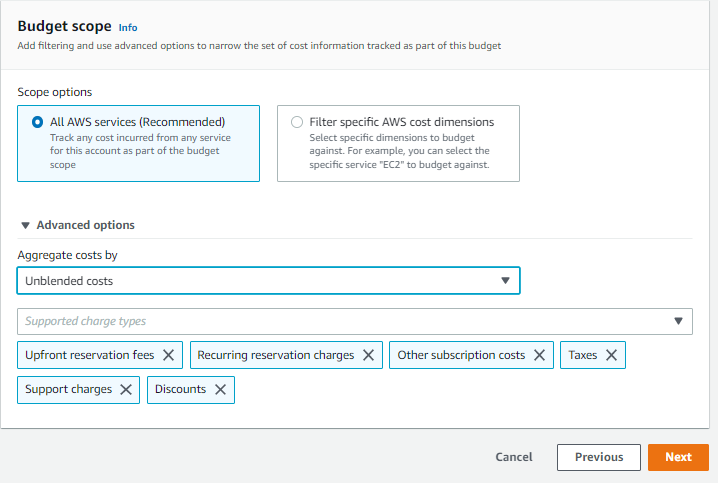 Budget scope Info
Add filtering and use advanced options to narrow the set of cost information tracked as part of this budget
Scope options
All AWS services (Recommended)
Track any cost incurred from any service
for this account as part of the budget
scope
Filter specific AWS cost dimensions
Select specific dimensions to budget
against. For example, you can select the
specific service "EC2" to budget against.
Advanced options
Aggregate costs by
Unblended costs
Supported charge types
Upfront reservation fees
Recurring reservation charges
Other subscription costs
Taxes
Support charges
Discounts
Cancel
Previous
Next